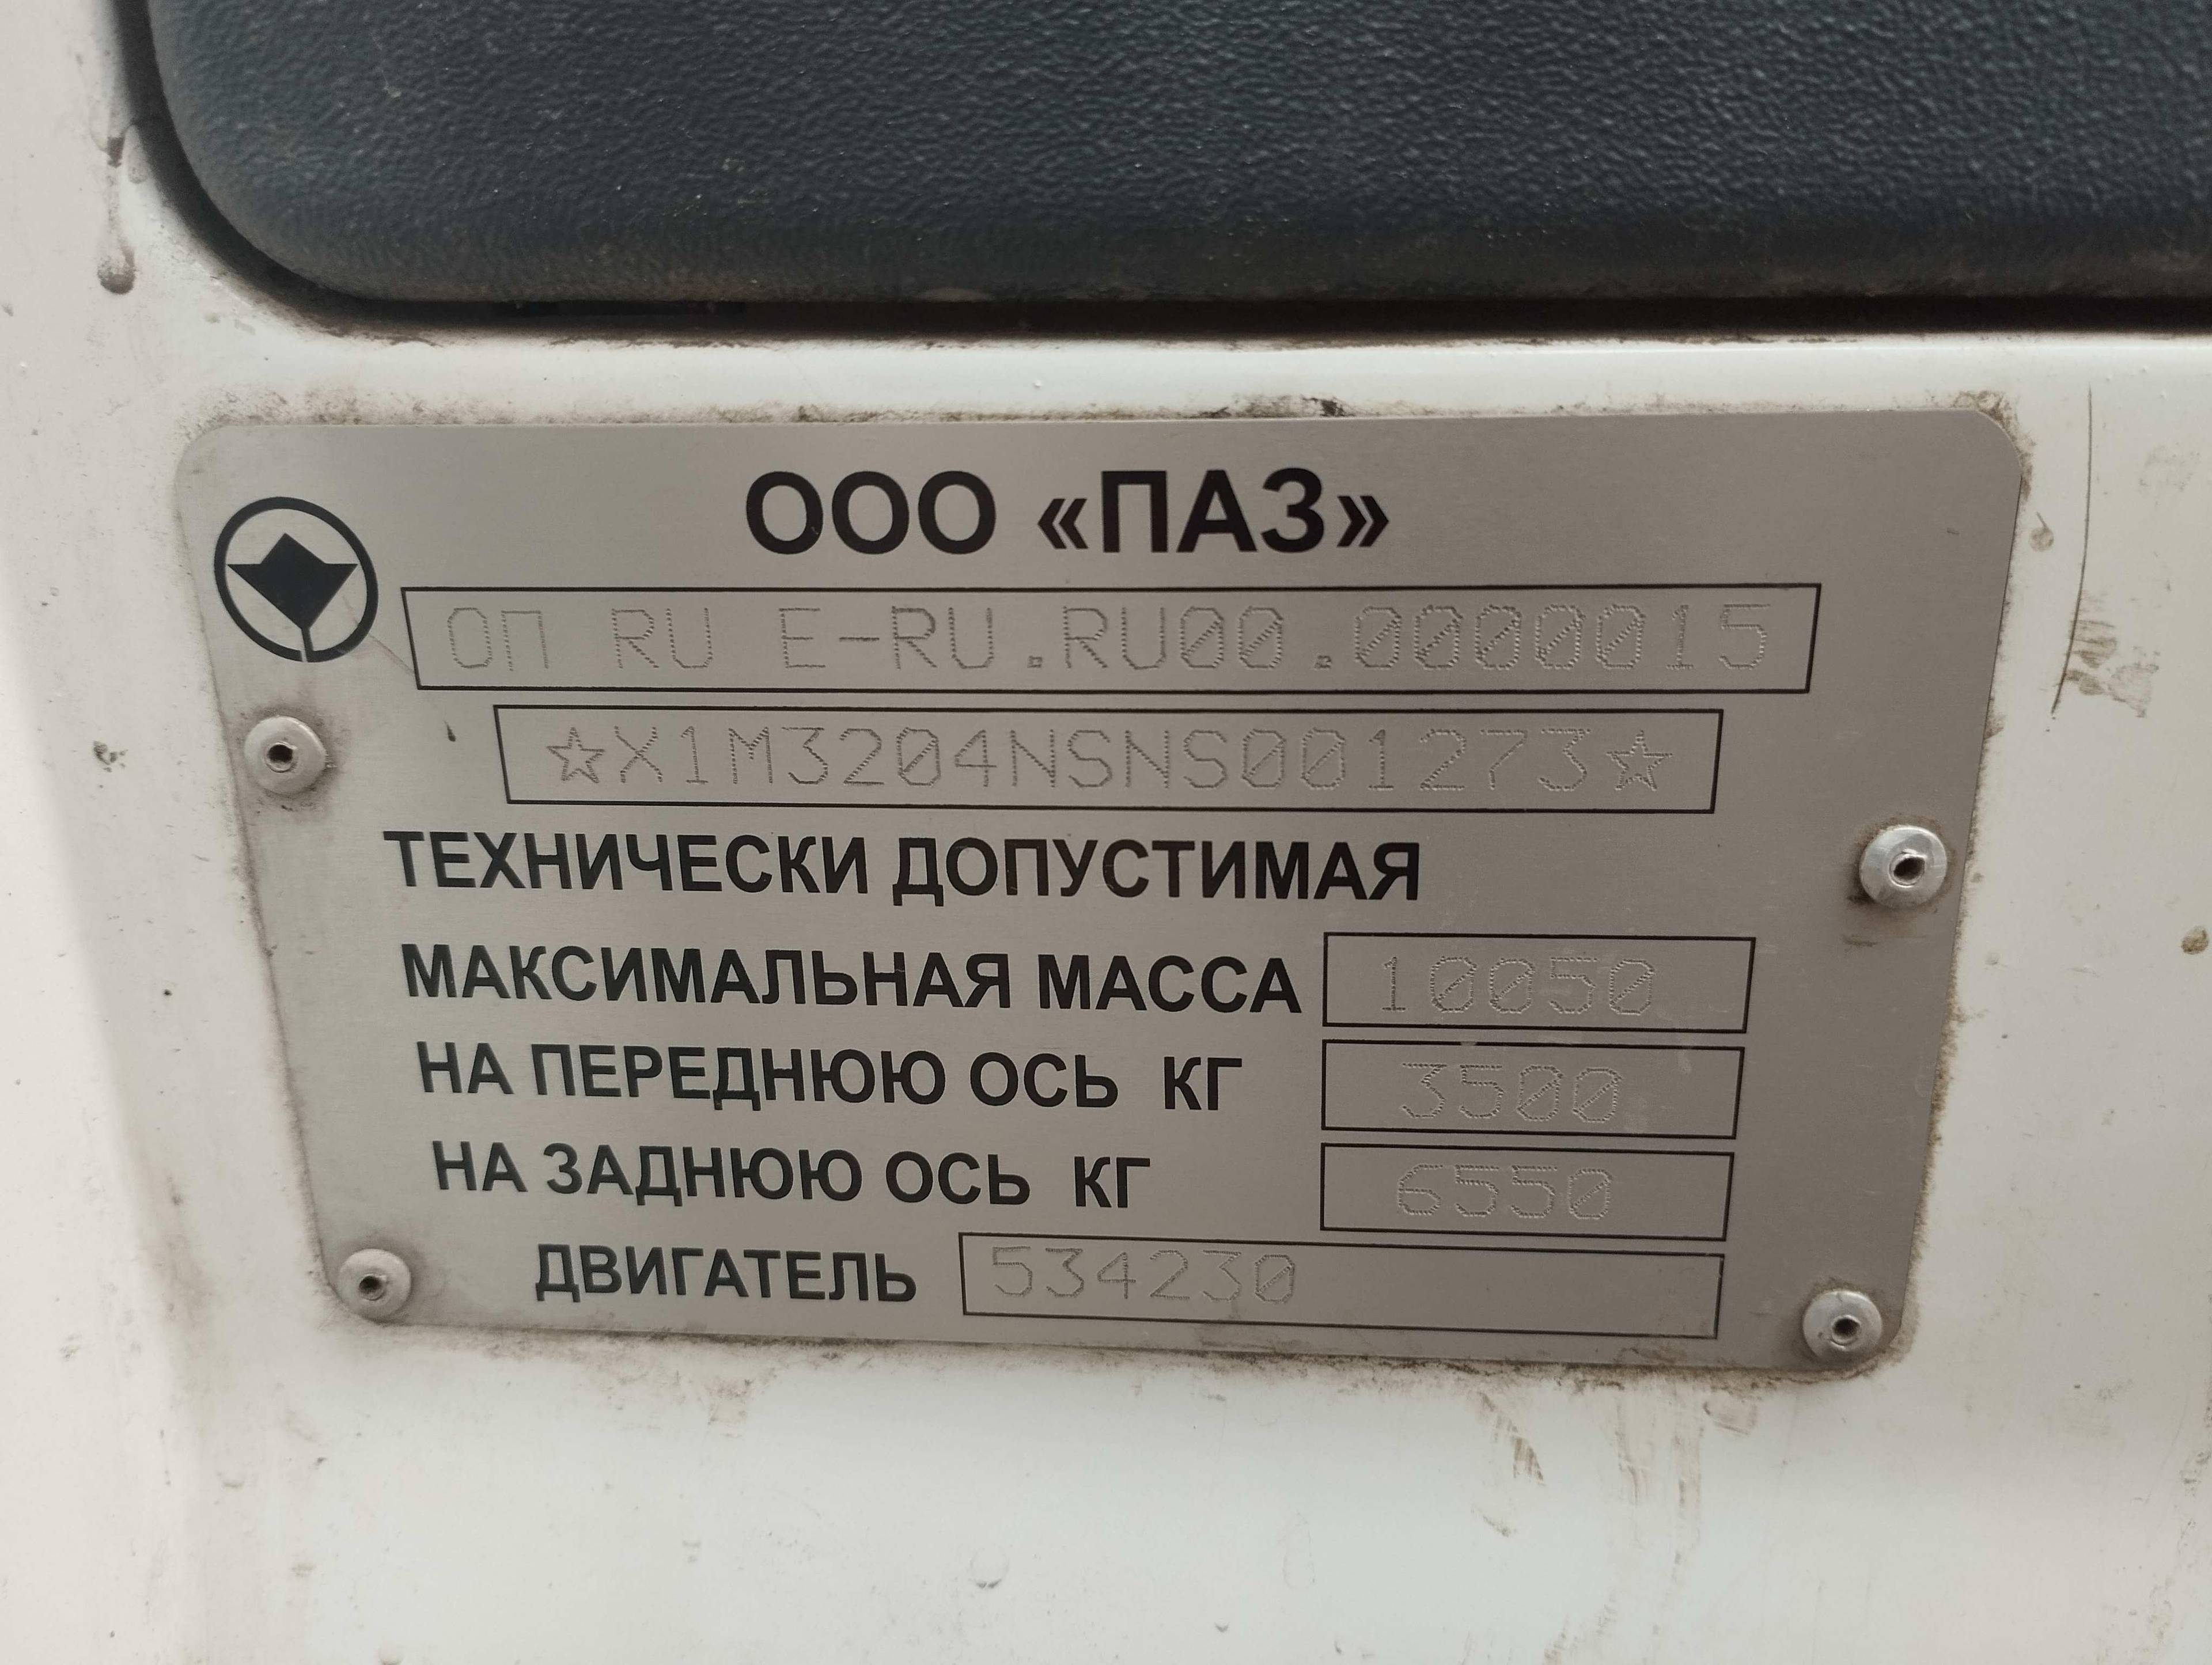 ООО «ПАЗ»
ОП RU E-RU.RU00.0000015
☆X1M3204NSNS001273☆
ТЕХНИЧЕСКИ ДОПУСТИМАЯ
МАКСИМАЛЬНАЯ МАССА 10050
НА ПЕРЕДНЮЮ ОСЬ КГ 3500
НА ЗАДНЮЮ ОСЬ КГ 6550
ДВИГАТЕЛЬ 534230